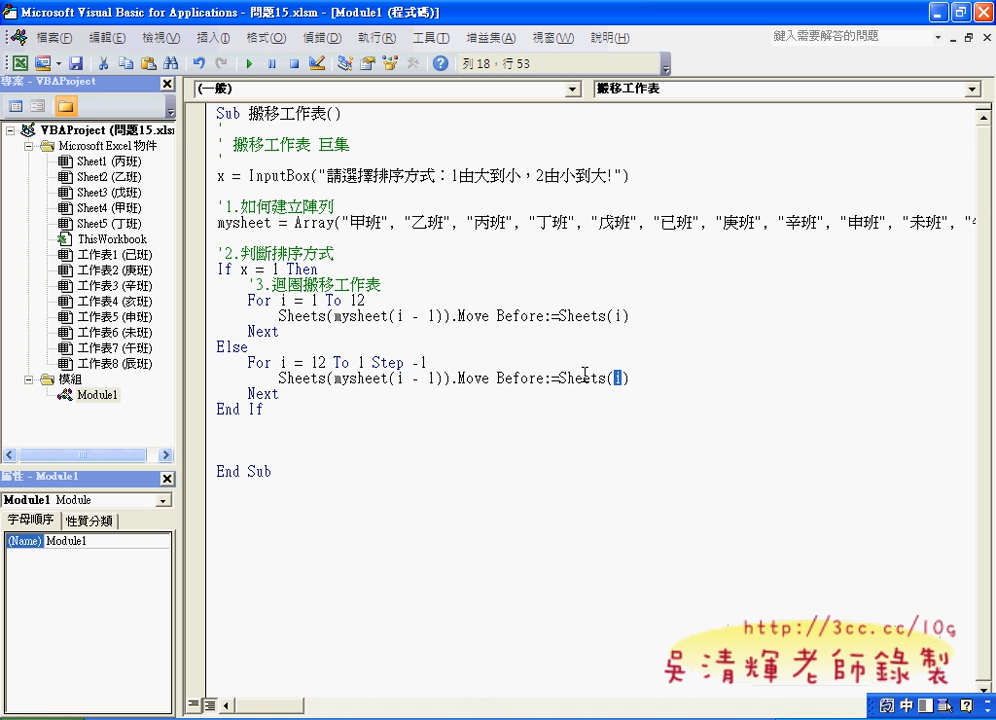 Microsoft Visual Basic for Applications - 問題15.xlsm - [Module1 (程式碼)]
檔案(F) 編輯(E) 檢視(V) 插入(I) 格式(O) 偵錯(D) 執行(R) 工具(T) 增益集(A) 視窗(W) 說明(H) 鍵入需要解答的問題
列 18，行 53
專案 - VBAProject
VBAProject (問題15.xls
Microsoft Excel 物件
Sheet1 (丙班)
Sheet2 (乙班)
Sheet3 (戊班)
Sheet4 (甲班)
Sheet5 (丁班)
ThisWorkbook
工作表1 (已班)
工作表2 (庚班)
工作表3 (辛班)
工作表4 (亥班)
工作表5 (申班)
工作表6 (未班)
工作表7 (午班)
工作表8 (辰班)
模組
Module1
屬性 - Module1
Module1 Module
字母順序 性質分類
(Name) Module1
(一般) 搬移工作表
Sub 搬移工作表()
'
' 搬移工作表 巨集
'
x = InputBox("請選擇排序方式：1由大到小，2由小到大!")
'1.如何建立陣列
mysheet = Array("甲班", "乙班", "丙班", "丁班", "戊班", "已班", "庚班", "辛班", "申班", "未班", "
'2.判斷排序方式
If x = 1 Then
'3.迴圈搬移工作表
For i = 1 To 12
Sheets(mysheet(i - 1)).Move Before:=Sheets(i)
Next
Else
For i = 12 To 1 Step -1
Sheets(mysheet(i - 1)).Move Before:=Sheets(i)
Next
End If
End Sub
http://3cc.cc/10g
吳清輝老師錄製
中